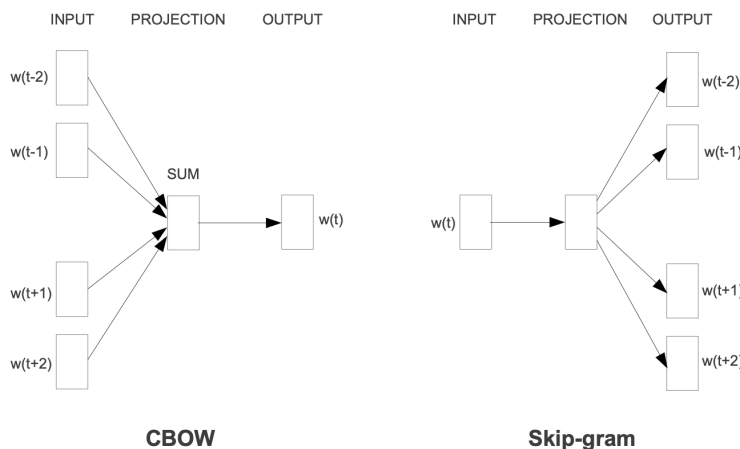 INPUT PROJECTION OUTPUT
w(t-2)
w(t-1)
SUM
w(t)
w(t+1)
w(t+2)
CBOW
INPUT PROJECTION OUTPUT
w(t-2)
w(t-1)
w(t)
w(t+1)
w(t+2)
Skip-gram